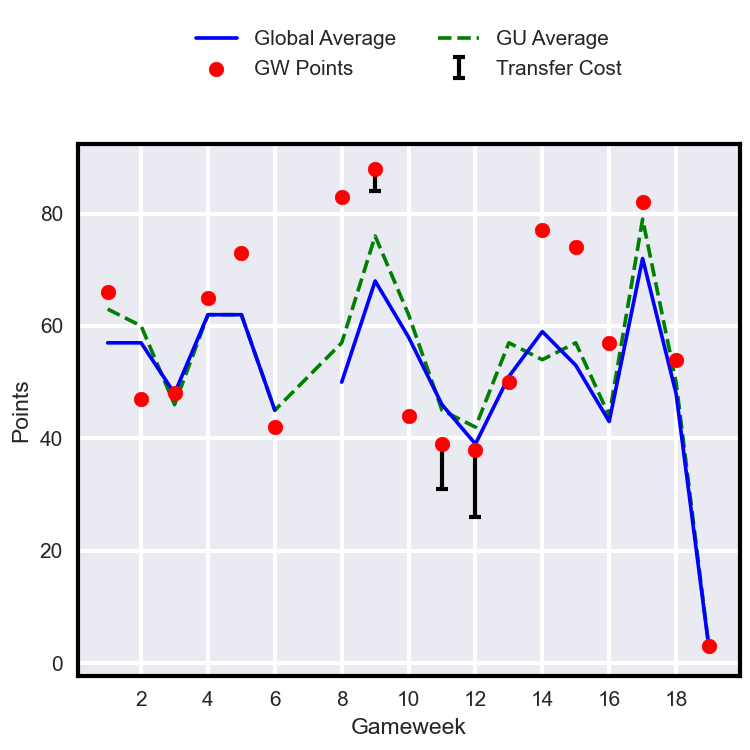 Global Average
GU Average
GW Points
Transfer Cost
Points
80
60
40
20
0
2 4 6 8 10 12 14 16 18
Gameweek